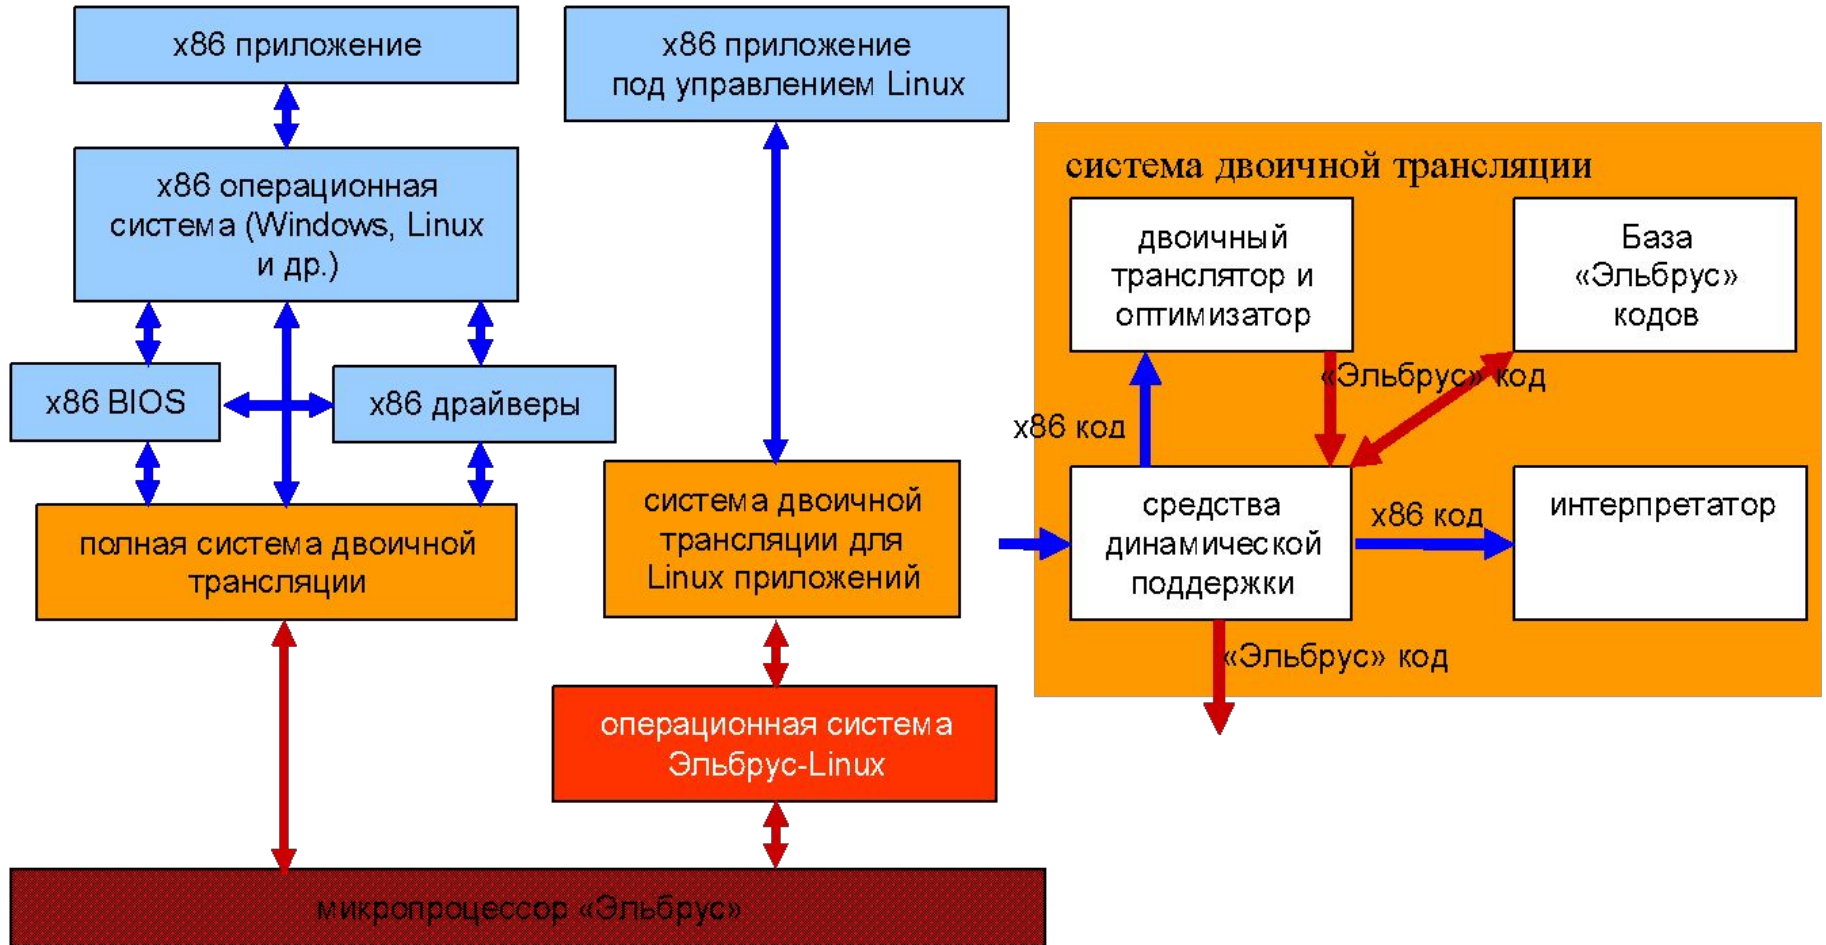 x86 приложение
x86 приложение
под управлением Linux
x86 операционная
система (Windows, Linux
и др.)
x86 BIOS
x86 драйверы
полная система двоичной
трансляции
система двоичной
трансляции для
Linux приложений
операционная система
Эльбрус-Linux
микропроцессор «Эльбрус»
система двоичной трансляции
двоичный
транслятор и
оптимизатор
База
«Эльбрус»
кодов
«Эльбрус» код
x86 код
средства
динамической
поддержки
x86 код
интерпретатор
«Эльбрус» код